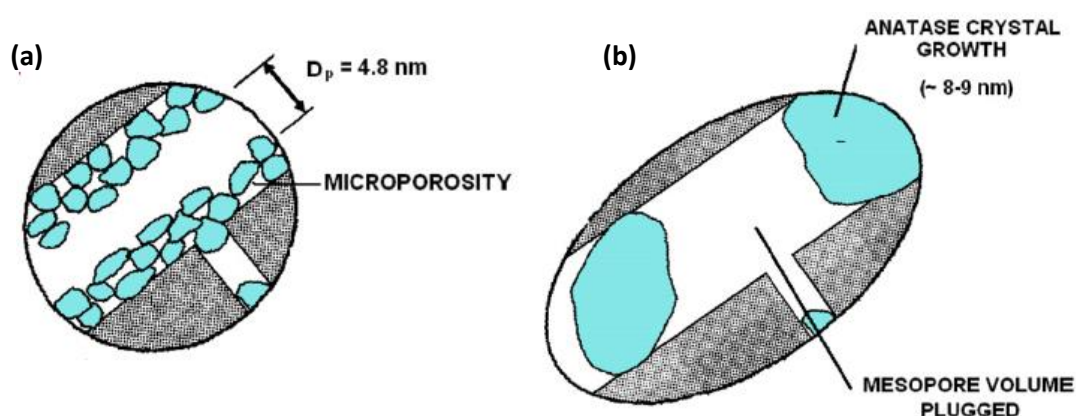 (a)
Dp = 4.8 nm
MICROPOROSITY
(b)
ANATASE CRYSTAL
GROWTH
(~ 8-9 nm)
MESOPORE VOLUME
PLUGGED